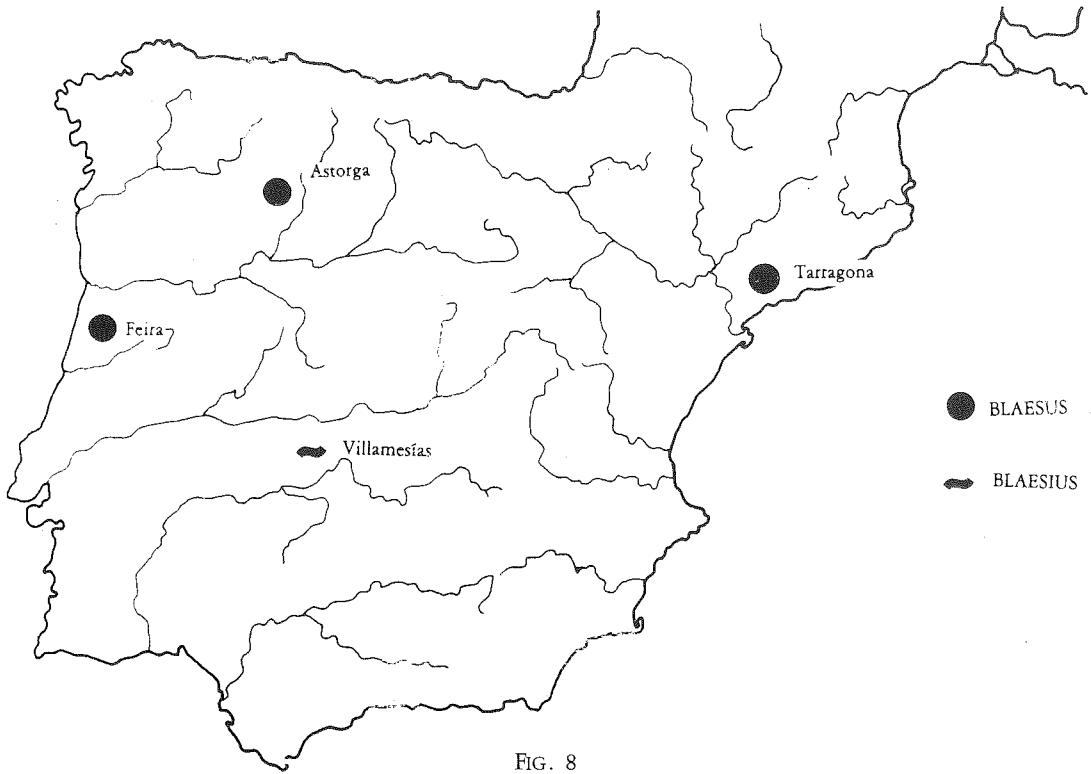 Astorga
Tarragona
Feira
BLAESUS
Villamesías
BLAESIUS
FIG. 8